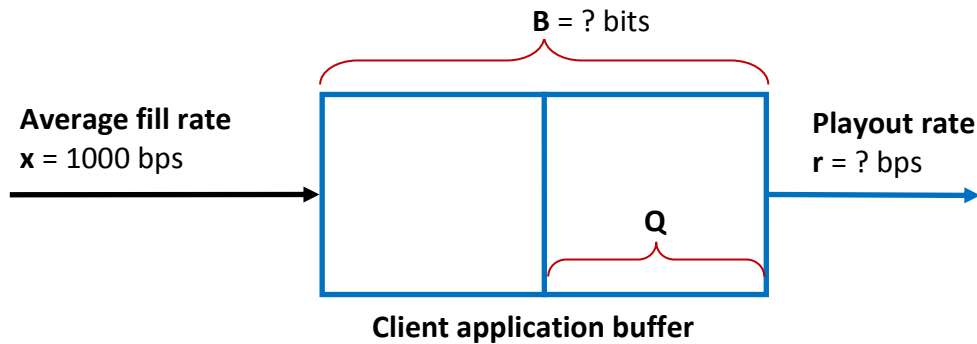 B = ? bits
Average fill rate
x = 1000 bps
Playout rate
r = ? bps
Q
Client application buffer